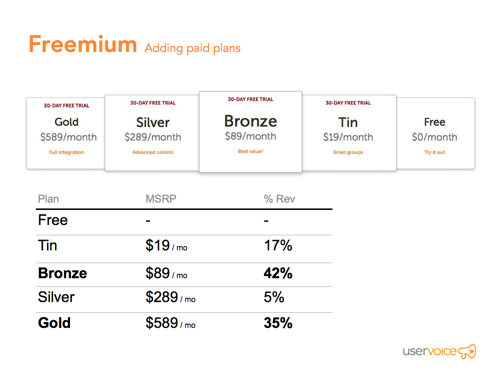 Freemium Adding paid plans
30-DAY FREE TRIAL
Gold
$589/month
Full integration
30-DAY FREE TRIAL
Silver
$289/month
Advanced control
30-DAY FREE TRIAL
Bronze
$89/month
Best value!
30-DAY FREE TRIAL
Tin
$19/month
Small groups
Free
$0/month
Try it out
Plan MSRP % Rev
Free - -
Tin $19 / mo 17%
Bronze $89 / mo 42%
Silver $289 / mo 5%
Gold $589 / mo 35%
uservoice